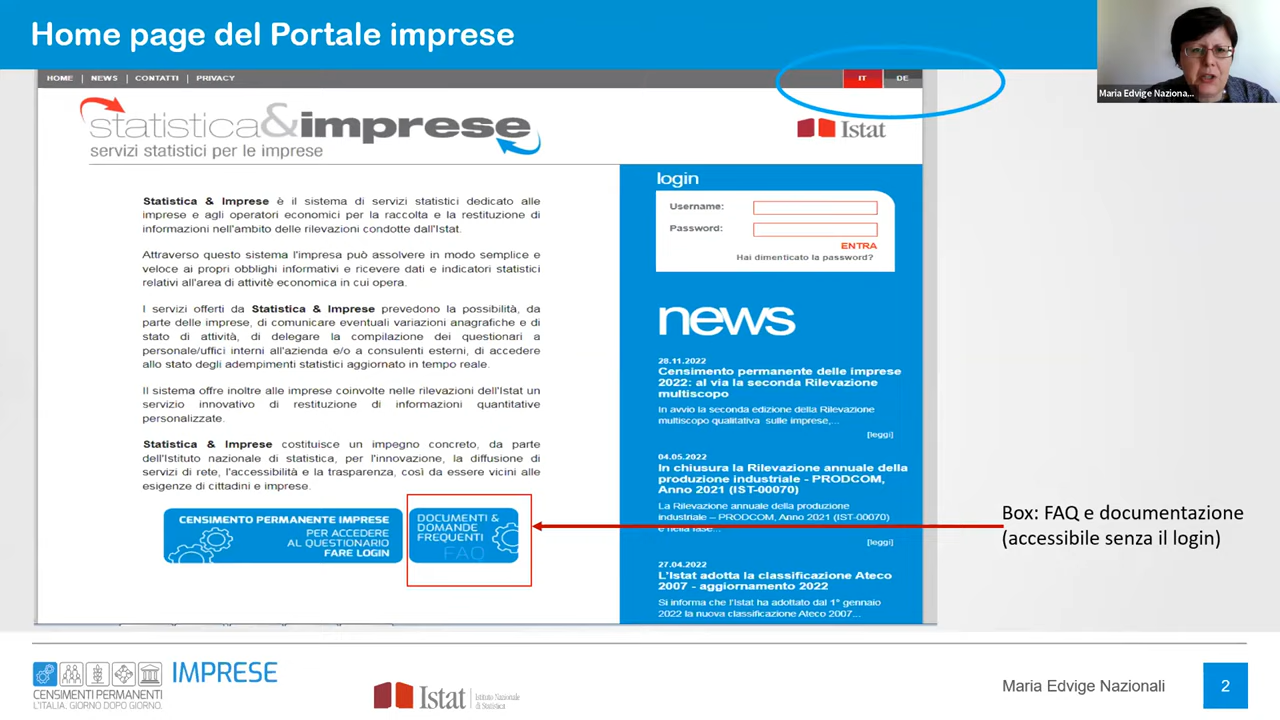 Home page del Portale imprese
Maria Edvige Naziona...
HOME | NEWS | CONTATTI | PRIVACY
IT
DE
statistica&imprese
servizi statistici per le imprese
Istat
Statistica & Imprese è il sistema di servizi statistici dedicato alle
imprese e agli operatori economici per la raccolta e la restituzione di
informazioni nell'ambito delle rilevazioni condotte dall'Istat.
Attraverso questo sistema l'impresa può assolvere in modo semplice e
veloce ai propri obblighi informativi e ricevere dati e indicatori statistici
relativi all'area di attività economica in cui opera.
I servizi offerti da Statistica & Imprese prevedono la possibilità, da
parte delle imprese, di comunicare eventuali variazioni anagrafiche e di
stato di attività, di delegare la compilazione dei questionari a
personale/uffici interni all'azienda e/o a consulenti esterni, di accedere
allo stato degli adempimenti statistici aggiornato in tempo reale.
Il sistema offre inoltre alle imprese coinvolte nelle rilevazioni dell'Istat un
servizio innovativo di restituzione di informazioni quantitative
personalizzate.
Statistica & Imprese costituisce un impegno concreto, da parte
dell'Istituto nazionale di statistica, per l'innovazione, la diffusione di
servizi di rete, l'accessibilità e la trasparenza, così da essere vicini alle
esigenze di cittadini e imprese.
CENSIMENTO PERMANENTE IMPRESE
PER ACCEDERE
AL QUESTIONARIO
FARE LOGIN
DOCUMENTI &
DOMANDE
FREQUENTI
FAQ
login
Username:
Password:
ENTRA
Hai dimenticato la password?
news
28.11.2022
Censimento permanente delle imprese
2022: al via la seconda Rilevazione
multiscopo
In avvio la seconda edizione della Rilevazione
multiscopo qualitativa sulle imprese,...
[leggi]
04.05.2022
In chiusura la Rilevazione annuale della
produzione industriale - PRODCOM,
Anno 2021 (IST-00070)
La Rilevazione annuale della produzione
industriale – PRODCOM, Anno 2021 (IST-00070)
è nella fase...
[leggi]
27.04.2022
L'Istat adotta la classificazione Ateco
2007 - aggiornamento 2022
Si informa che l'Istat ha adottato dal 1° gennaio
2022 la nuova classificazione Ateco 2007...
Box: FAQ e documentazione
(accessibile senza il login)
IMPRESE
CENSIMENTI PERMANENTI
L'ITALIA. GIORNO DOPO GIORNO.
Istat
Istituto Nazionale
di Statistica
Maria Edvige Nazionali
2